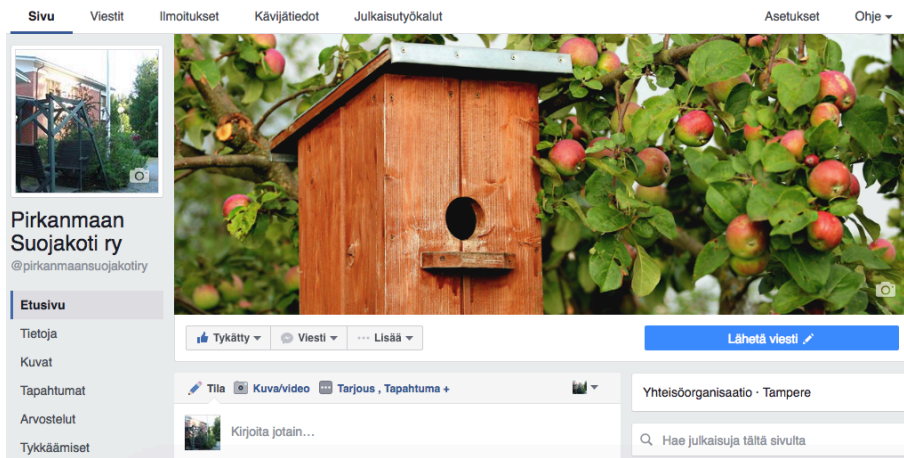 Sivu Viestit Ilmoitukset Kävijätiedot Julkaisutyökalut Asetukset Ohje
Pirkanmaan
Suojakoti ry
@pirkanmaansuojakotiry
Etusivu
Tietoja
Kuvat
Tapahtumat
Arvostelut
Tykkäämiset
Tykätty Viesti ··· Lisää Lähetä viesti
Tila Kuva/video Tarjous , Tapahtuma +
Kirjoita jotain...
Yhteisöorganisaatio · Tampere
Hae julkaisuja tältä sivulta